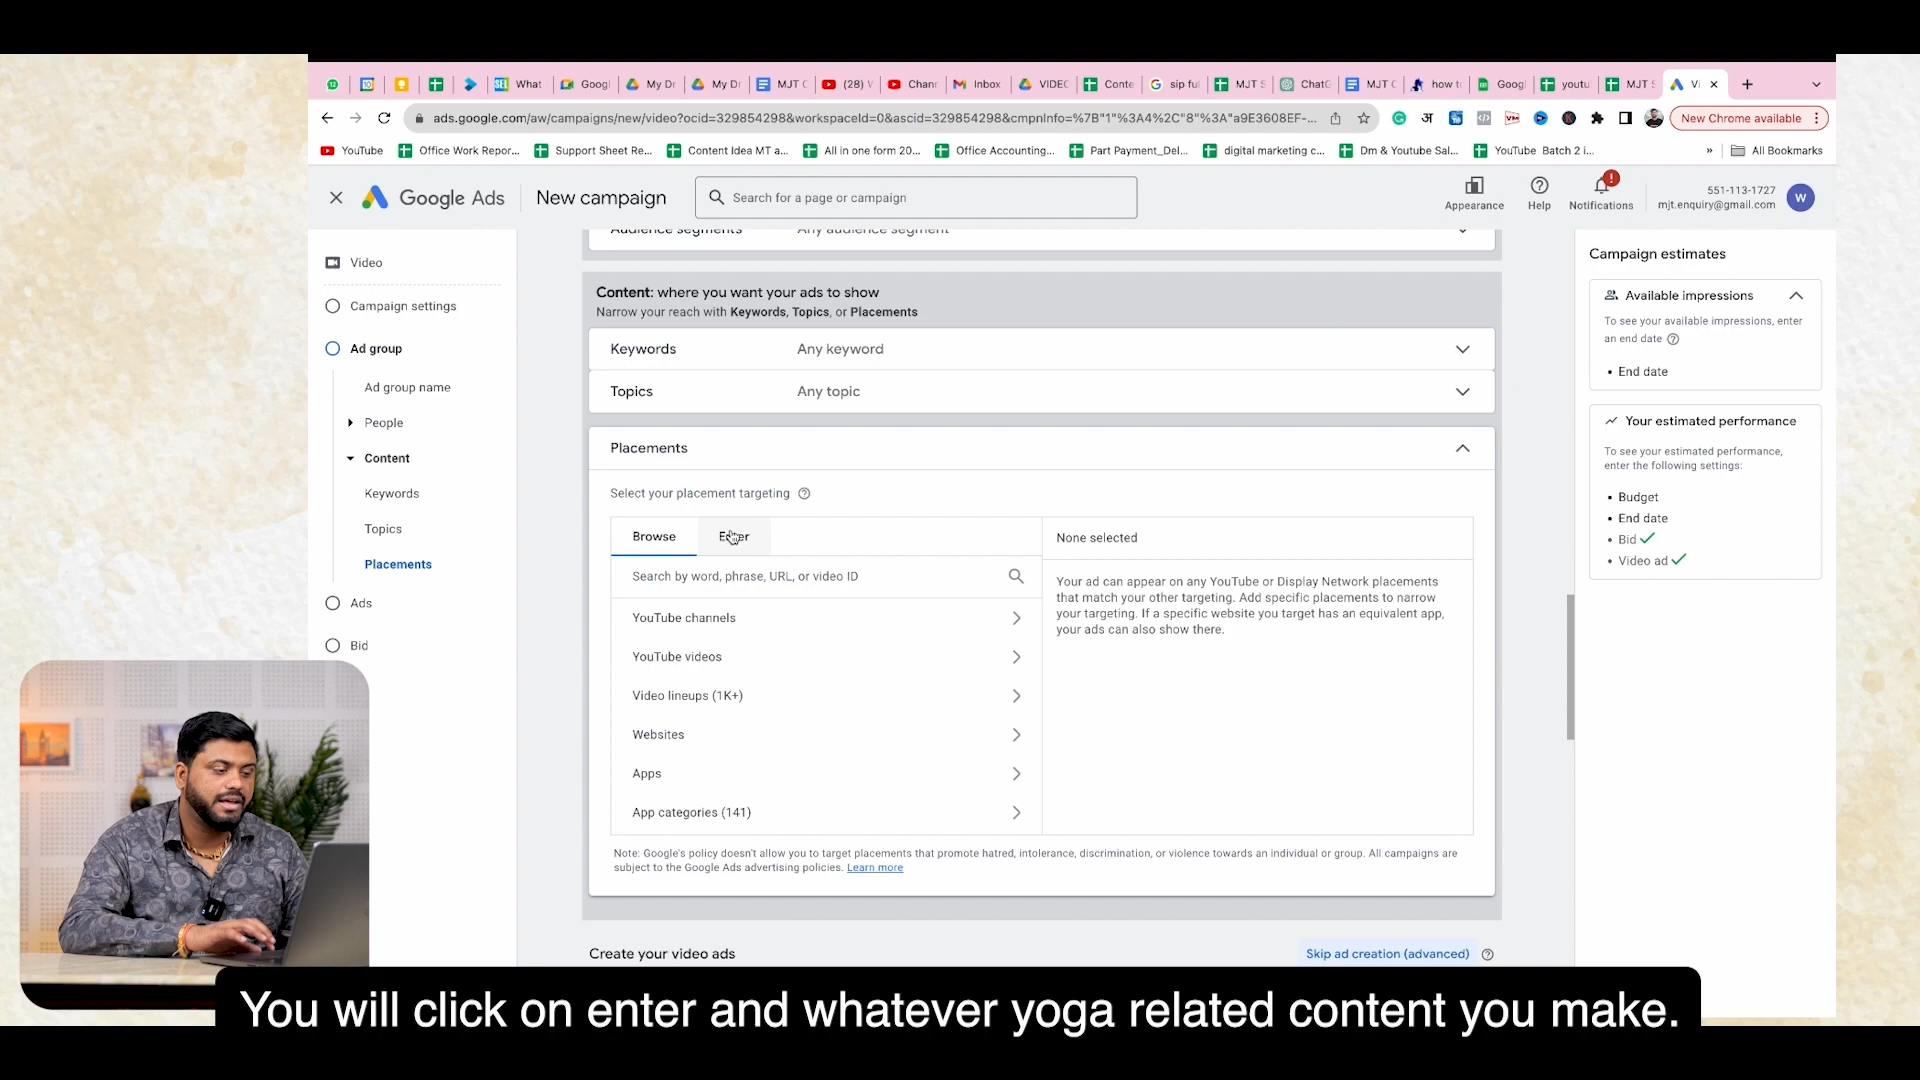 What
Googl
My Dr
My Dr
MJT C
(28)
Chann
Inbox
VIDEC
Conte
sip ful
MJT S
ChatG
MJT C
how to
Googl
youtu
MJT S
ads.google.com/aw/campaigns/new/video?ocid=329854298&workspaceId=0&ascid=329854298&cmpnInfo=%7B"1"%3A4%2C"8"%3A"a9E3608EF-...
New Chrome available
YouTube
Office Work Repor...
Support Sheet Re...
Content Idea MT a...
All in one form 20...
Office Accounting...
Part Payment_Del...
digital marketing c...
Dm & Youtube Sal...
YouTube Batch 2 i...
»
All Bookmarks
Google Ads
New campaign
Search for a page or campaign
Appearance
Help
Notifications
551-113-1727
mjt.enquiry@gmail.com
W
Video
Campaign settings
Ad group
Ad group name
People
Content
Keywords
Topics
Placements
Ads
Bid
Audience segments
Any audience segment
Content: where you want your ads to show
Narrow your reach with Keywords, Topics, or Placements
Keywords
Any keyword
Topics
Any topic
Placements
Select your placement targeting
Browse
Enter
None selected
Search by word, phrase, URL, or video ID
YouTube channels
YouTube videos
Video lineups (1K+)
Websites
Apps
App categories (141)
Your ad can appear on any YouTube or Display Network placements
that match your other targeting. Add specific placements to narrow
your targeting. If a specific website you target has an equivalent app,
your ads can also show there.
Note: Google's policy doesn't allow you to target placements that promote hatred, intolerance, discrimination, or violence towards an individual or group. All campaigns are
subject to the Google Ads advertising policies. Learn more
Create your video ads
Skip ad creation (advanced)
Campaign estimates
Available impressions
To see your available impressions, enter
an end date
• End date
Your estimated performance
To see your estimated performance,
enter the following settings:
• Budget
• End date
• Bid
• Video ad
You will click on enter and whatever yoga related content you make.